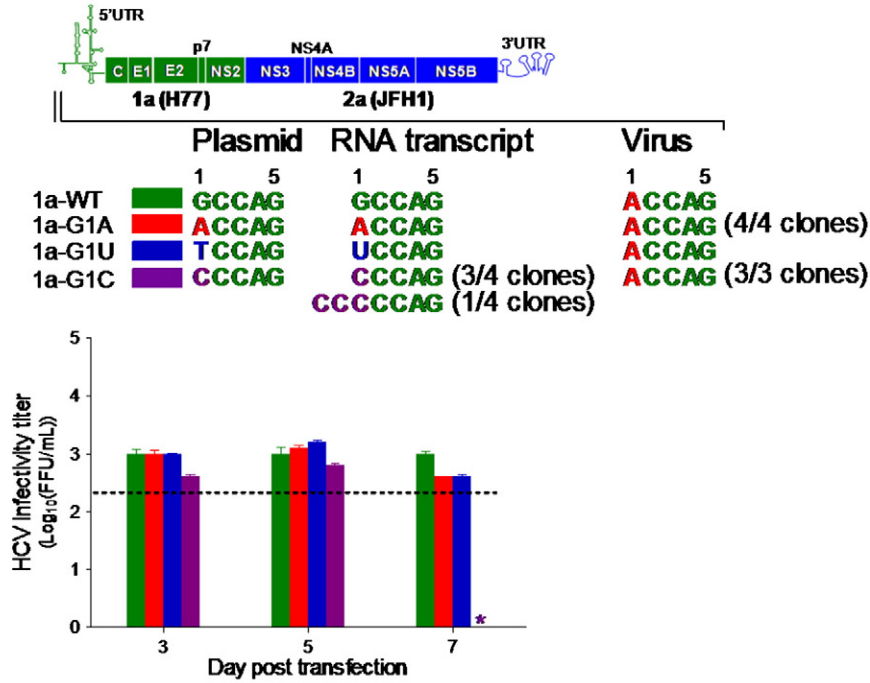 5'UTR
p7
NS4A
3'UTR
C E1 E2 NS2 NS3 NS4B NS5A NS5B
1a (H77) 2a (JFH1)
Plasmid RNA transcript Virus
1 5 1 5 1 5
1a-WT GCCAG GCCAG ACCAG
1a-G1A ACCAG ACCAG ACCAG (4/4 clones)
1a-G1U TCCAG UCCAG ACCAG
1a-G1C CCCAG CCCAG (3/4 clones) ACCAG (3/3 clones)
CCCCCAG (1/4 clones)
HCV infectivity titer
(Log10(FFU/mL))
5
4
3
2
1
0
*
3 5 7
Day post transfection